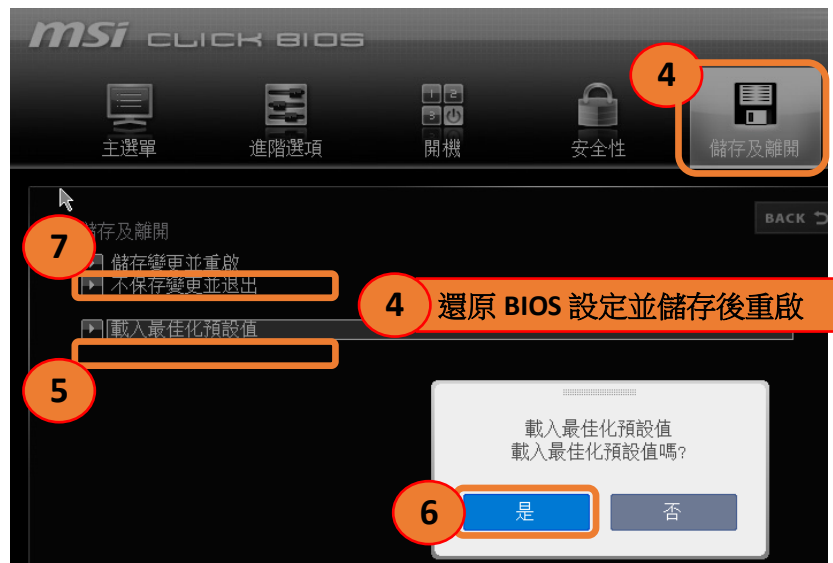 msi CLICK BIOS
4
主選單 進階選項 開機 安全性 儲存及離開
BACK
7
儲存及離開
儲存變更並重啟
不保存變更並退出
4 還原 BIOS 設定並儲存後重啟
載入最佳化預設值
5
載入最佳化預設值
載入最佳化預設值嗎?
6
是 否